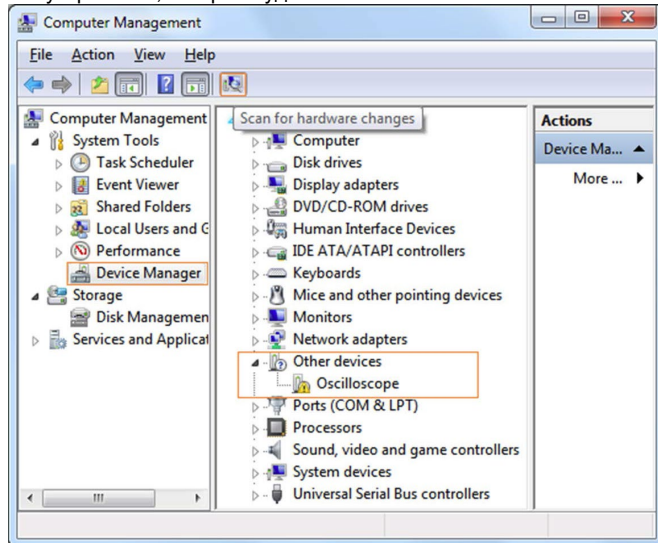 Computer Management
File Action View Help
Computer Management
System Tools
Task Scheduler
Event Viewer
Shared Folders
Local Users and G
Performance
Device Manager
Storage
Disk Managemen
Services and Applicat
Scan for hardware changes
Computer
Disk drives
Display adapters
DVD/CD-ROM drives
Human Interface Devices
IDE ATA/ATAPI controllers
Keyboards
Mice and other pointing devices
Monitors
Network adapters
Other devices
Oscilloscope
Ports (COM & LPT)
Processors
Sound, video and game controllers
System devices
Universal Serial Bus controllers
Actions
Device Ma...
More ...